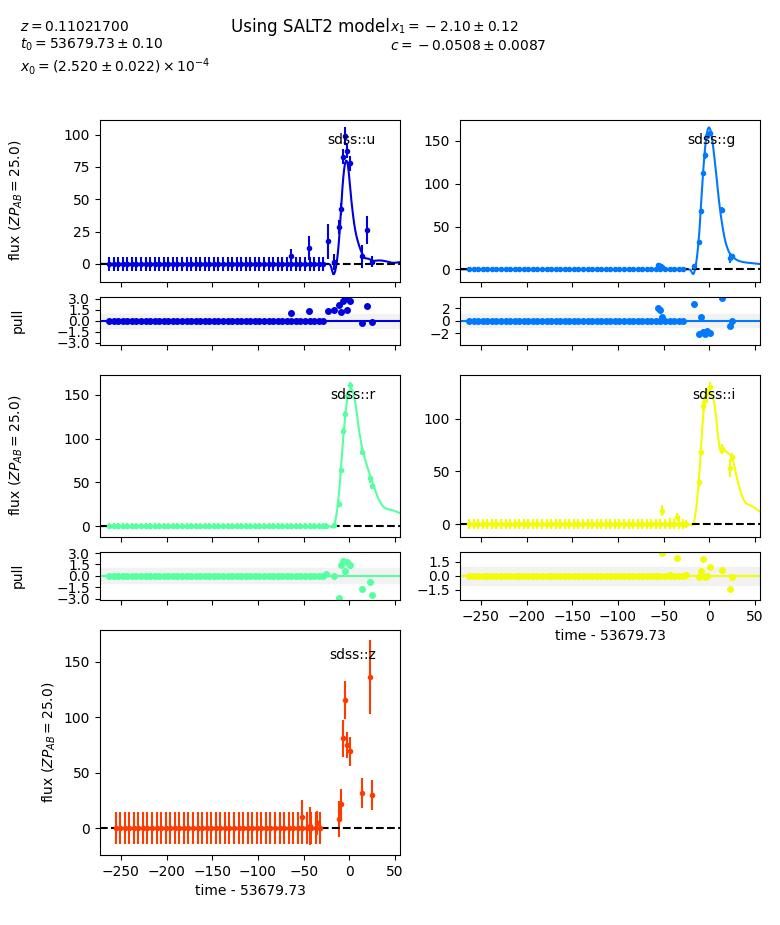 Using SALT2 model
z = 0.11021700
t0 = 53679.73 ± 0.10
x0 = (2.520 ± 0.022) × 10^−4
x1 = −2.10 ± 0.12
c = −0.0508 ± 0.0087
sdss::u
flux (ZP_AB = 25.0)
100
75
50
25
0
sdss::g
150
100
50
0
pull
3.0
1.5
0.0
−1.5
−3.0
2
0
−2
sdss::r
flux (ZP_AB = 25.0)
150
100
50
0
sdss::i
100
50
0
pull
3.0
1.5
0.0
−1.5
−3.0
1.5
0.0
−1.5
−250 −200 −150 −100 −50 0 50
time - 53679.73
sdss::z
flux (ZP_AB = 25.0)
150
100
50
0
−250 −200 −150 −100 −50 0 50
time - 53679.73